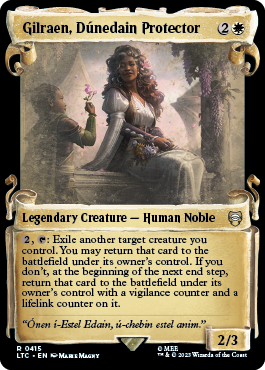 Gilraen, Dúnedain Protector 2
Legendary Creature — Human Noble
2, : Exile another target creature you
control. You may return that card to the
battlefield under its owner's control. If you
don't, at the beginning of the next end step,
return that card to the battlefield under its
owner's control with a vigilance counter and a
lifelink counter on it.
"Ónen i-Estel Edain, ú-chebin estel anim."
2/3
R 0415 © MEE
LTC • EN Marie Magny ™ & © 2023 Wizards of the Coast